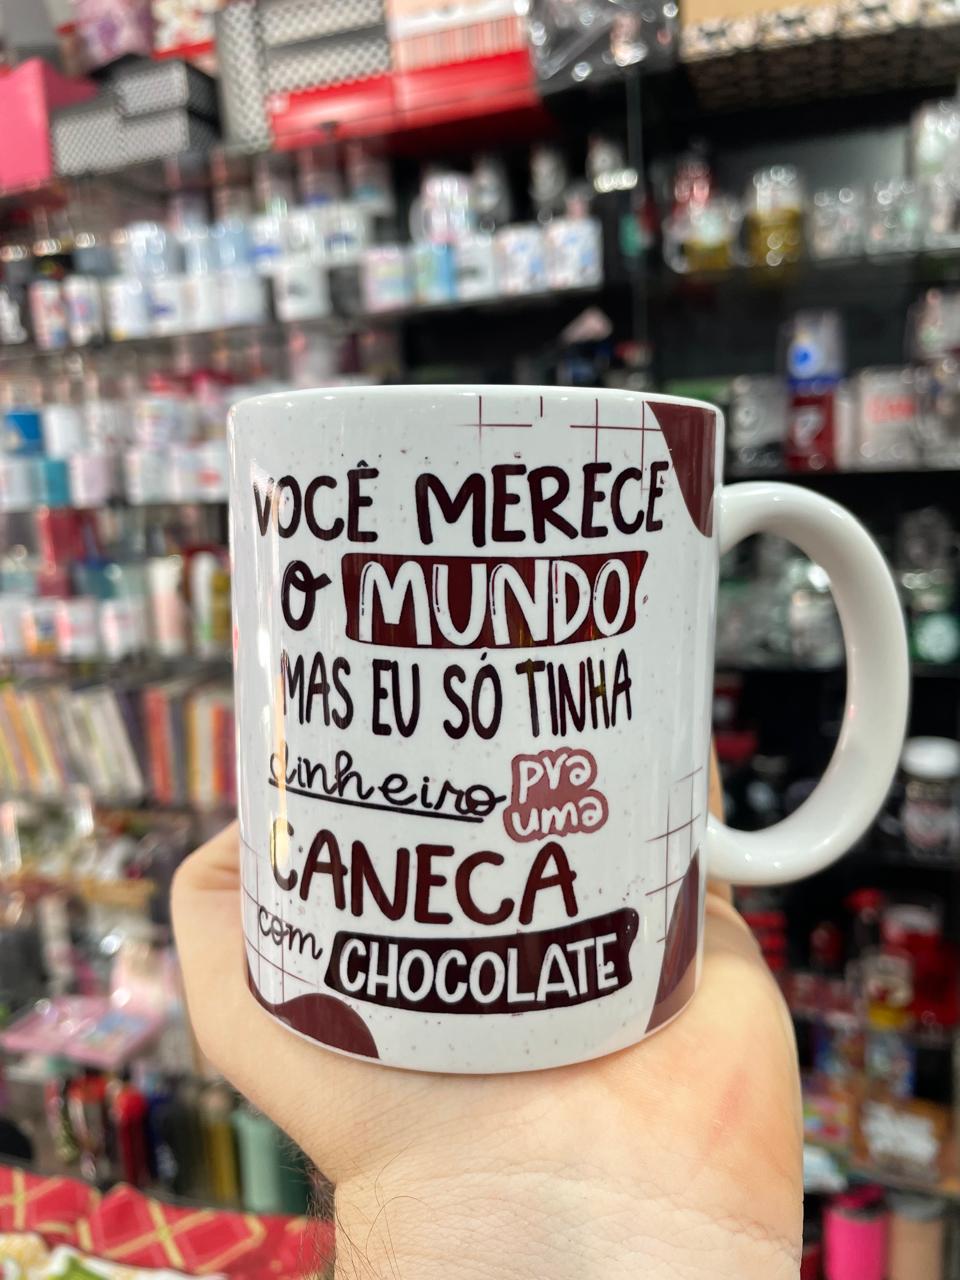 VOCÊ MERECE
O MUNDO
MAS EU SÓ TINHA
dinheiro pra uma
CANECA
com CHOCOLATE